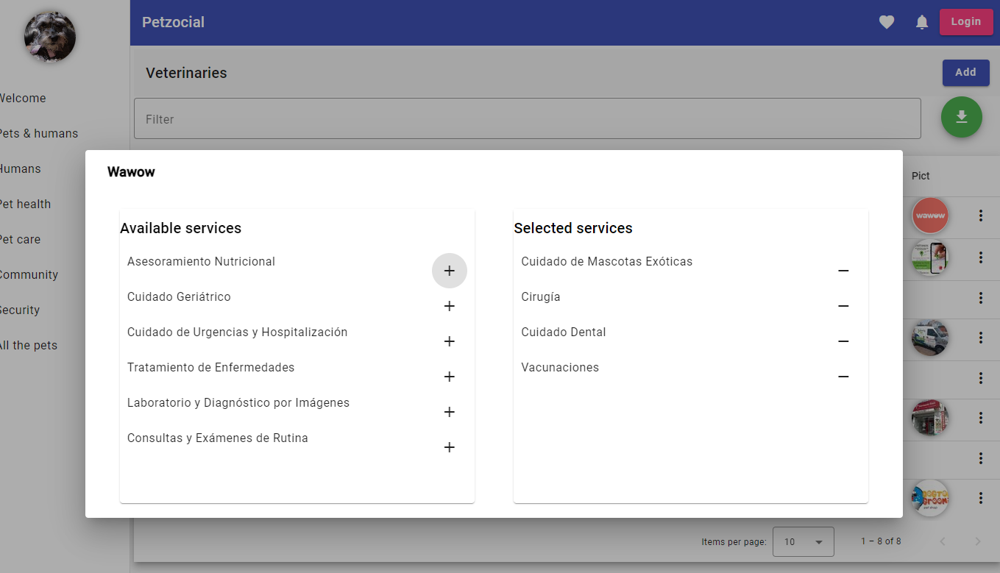 Petzocial
Login
Veterinaries
Add
Filter
Welcome
Pets & humans
Humans
Pet health
Pet care
Community
Security
All the pets
Wawow
Available services
Asesoramiento Nutricional
Cuidado Geriátrico
Cuidado de Urgencias y Hospitalización
Tratamiento de Enfermedades
Laboratorio y Diagnóstico por Imágenes
Consultas y Exámenes de Rutina
Selected services
Cuidado de Mascotas Exóticas
Cirugía
Cuidado Dental
Vacunaciones
Pict
wawow
Items per page:
10
1 – 8 of 8